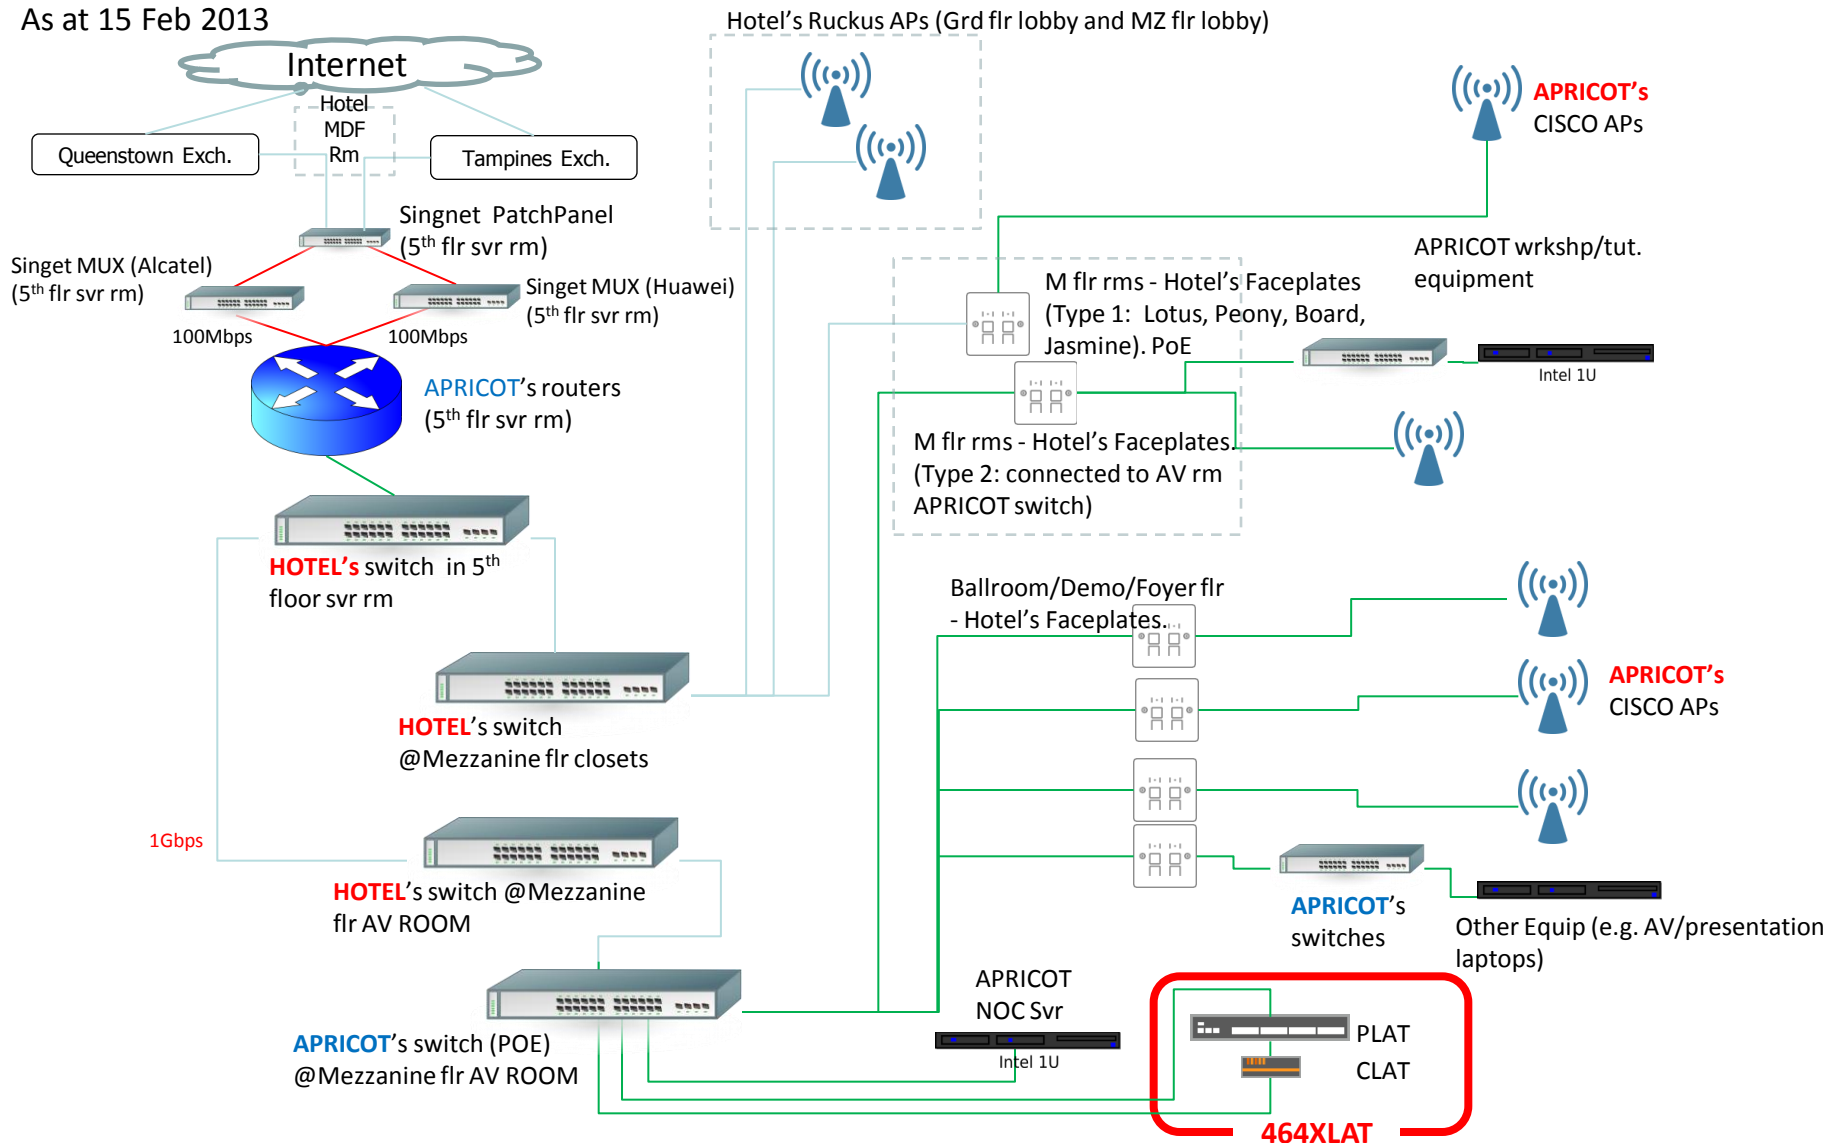 As at 15 Feb 2013
Internet
Hotel
MDF
Rm
Queenstown Exch.
Tampines Exch.
Singnet PatchPanel
(5th flr svr rm)
Singet MUX (Alcatel)
(5th flr svr rm)
Singet MUX (Huawei)
(5th flr svr rm)
100Mbps
100Mbps
APRICOT's routers
(5th flr svr rm)
HOTEL's switch in 5th
floor svr rm
HOTEL's switch
@Mezzanine flr closets
1Gbps
HOTEL's switch @Mezzanine
flr AV ROOM
APRICOT's switch (POE)
@Mezzanine flr AV ROOM
Hotel's Ruckus APs (Grd flr lobby and MZ flr lobby)
APRICOT's
CISCO APs
M flr rms - Hotel's Faceplates
(Type 1: Lotus, Peony, Board,
Jasmine). PoE
APRICOT wrkshp/tut.
equipment
Intel 1U
M flr rms - Hotel's Faceplates.
(Type 2: connected to AV rm
APRICOT switch)
Ballroom/Demo/Foyer flr
- Hotel's Faceplates.
APRICOT's
CISCO APs
APRICOT's
switches
Other Equip (e.g. AV/presentation
laptops)
APRICOT
NOC Svr
Intel 1U
PLAT
CLAT
464XLAT